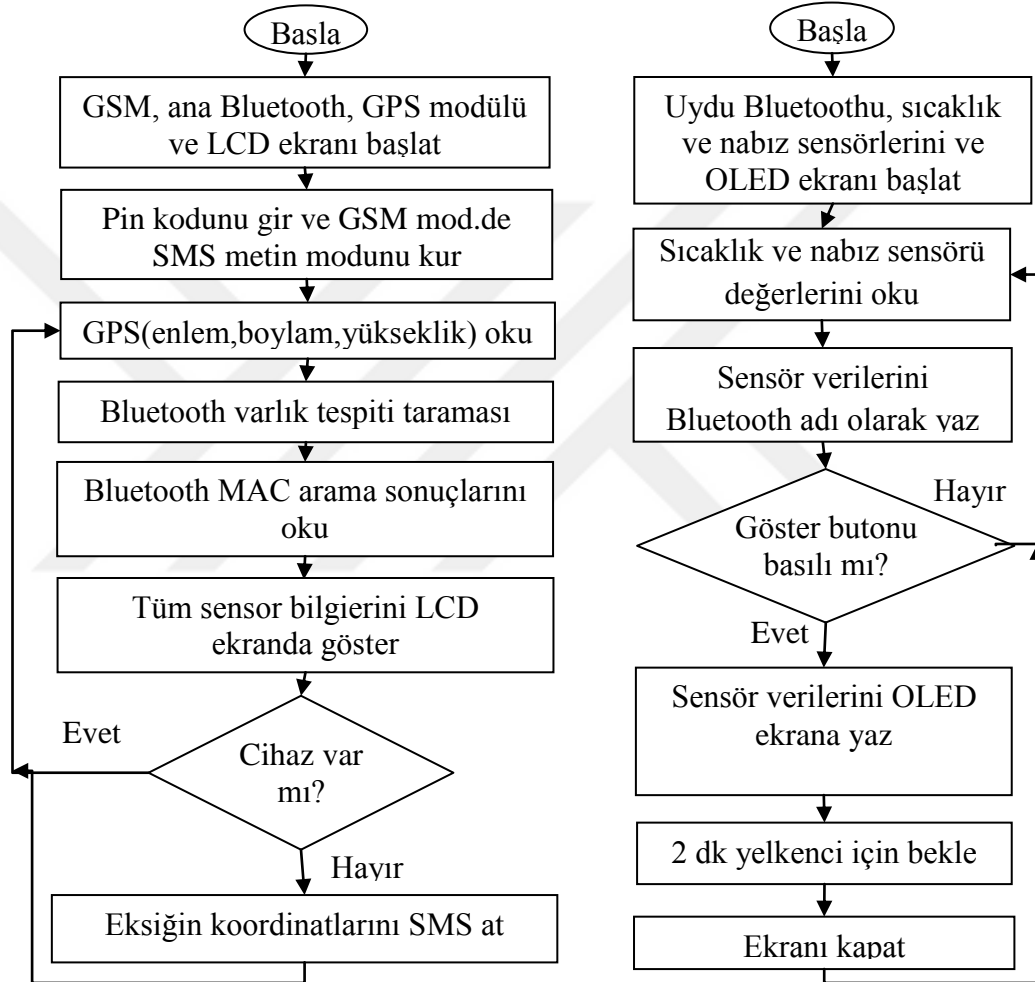 Basla
GSM, ana Bluetooth, GPS modülü
ve LCD ekranı başlat
Pin kodunu gir ve GSM mod.de
SMS metin modunu kur
GPS(enlem,boylam,yükseklik) oku
Bluetooth varlık tespiti taraması
Bluetooth MAC arama sonuçlarını
oku
Tüm sensor bilgierini LCD
ekranda göster
Evet
Cihaz var
mı?
Hayır
Eksiğin koordinatlarını SMS at
Başla
Uydu Bluetoothu, sıcaklık
ve nabız sensörlerini ve
OLED ekranı başlat
Sıcaklık ve nabız sensörü
değerlerini oku
Sensör verilerini
Bluetooth adı olarak yaz
Hayır
Göster butonu
basılı mı?
Evet
Sensör verilerini OLED
ekrana yaz
2 dk yelkenci için bekle
Ekranı kapat